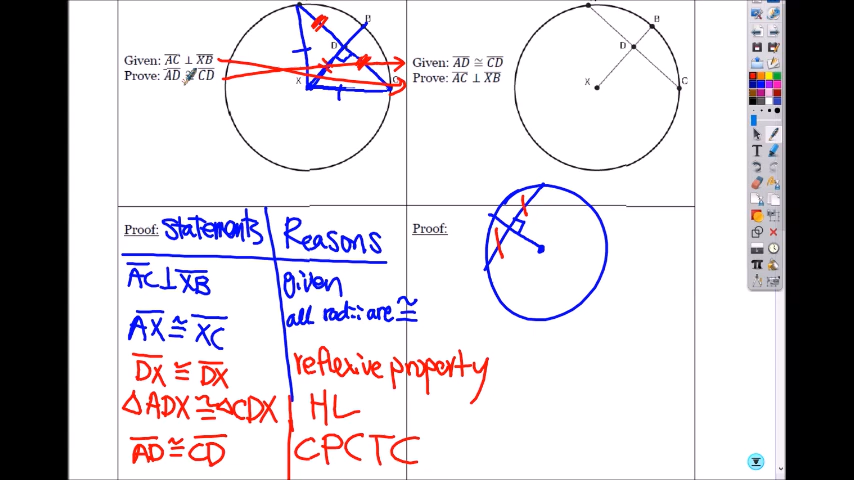 B
D
X
C
Given: AC ⊥ XB
Prove: AD ≅ CD
B
D
X
C
Given: AD ≅ CD
Prove: AC ⊥ XB
Proof: Statements Reasons
AC ⊥ XB given
AX ≅ XC all radii are ≅
DX ≅ DX reflexive property
△ADX ≅ △CDX HL
AD ≅ CD CPCTC
Proof: